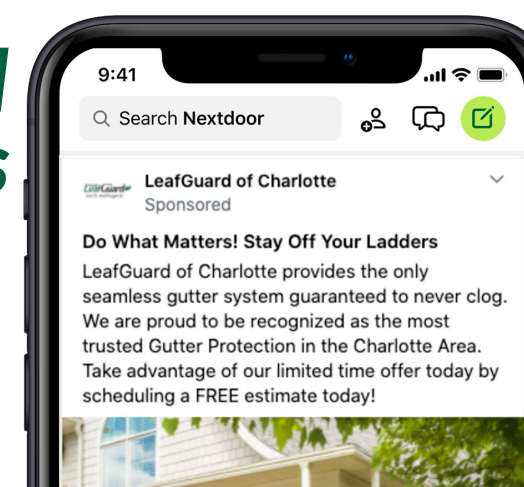 9:41
Search Nextdoor
LeafGuard
LeafGuard of Charlotte
Sponsored
Do What Matters! Stay Off Your Ladders
LeafGuard of Charlotte provides the only
seamless gutter system guaranteed to never clog.
We are proud to be recognized as the most
trusted Gutter Protection in the Charlotte Area.
Take advantage of our limited time offer today by
scheduling a FREE estimate today!